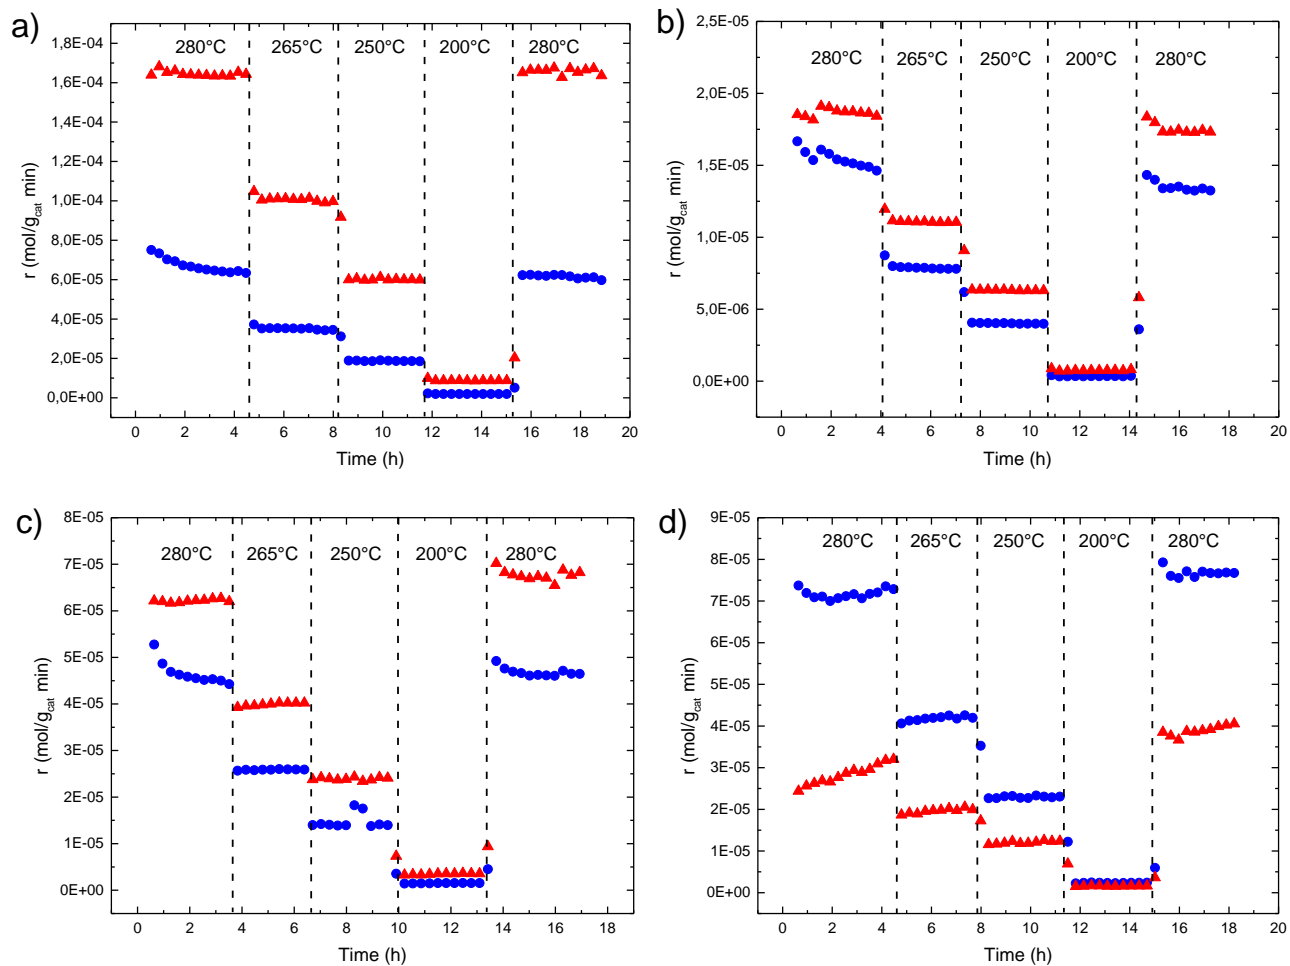 a)
280°C 265°C 250°C 200°C 280°C
1,8E-04
1,6E-04
1,4E-04
1,2E-04
1,0E-04
8,0E-05
6,0E-05
4,0E-05
2,0E-05
0,0E+00
r (mol/gcat min)
0 2 4 6 8 10 12 14 16 18 20
Time (h)
b)
280°C 265°C 250°C 200°C 280°C
2,5E-05
2,0E-05
1,5E-05
1,0E-05
5,0E-06
0,0E+00
r (mol/gcat min)
0 2 4 6 8 10 12 14 16 18 20
Time (h)
c)
280°C 265°C 250°C 200°C 280°C
8E-05
7E-05
6E-05
5E-05
4E-05
3E-05
2E-05
1E-05
0E+00
r (mol/gcat min)
0 2 4 6 8 10 12 14 16 18
Time (h)
d)
280°C 265°C 250°C 200°C 280°C
9E-05
8E-05
7E-05
6E-05
5E-05
4E-05
3E-05
2E-05
1E-05
0E+00
r (mol/gcat min)
0 2 4 6 8 10 12 14 16 18 20
Time (h)